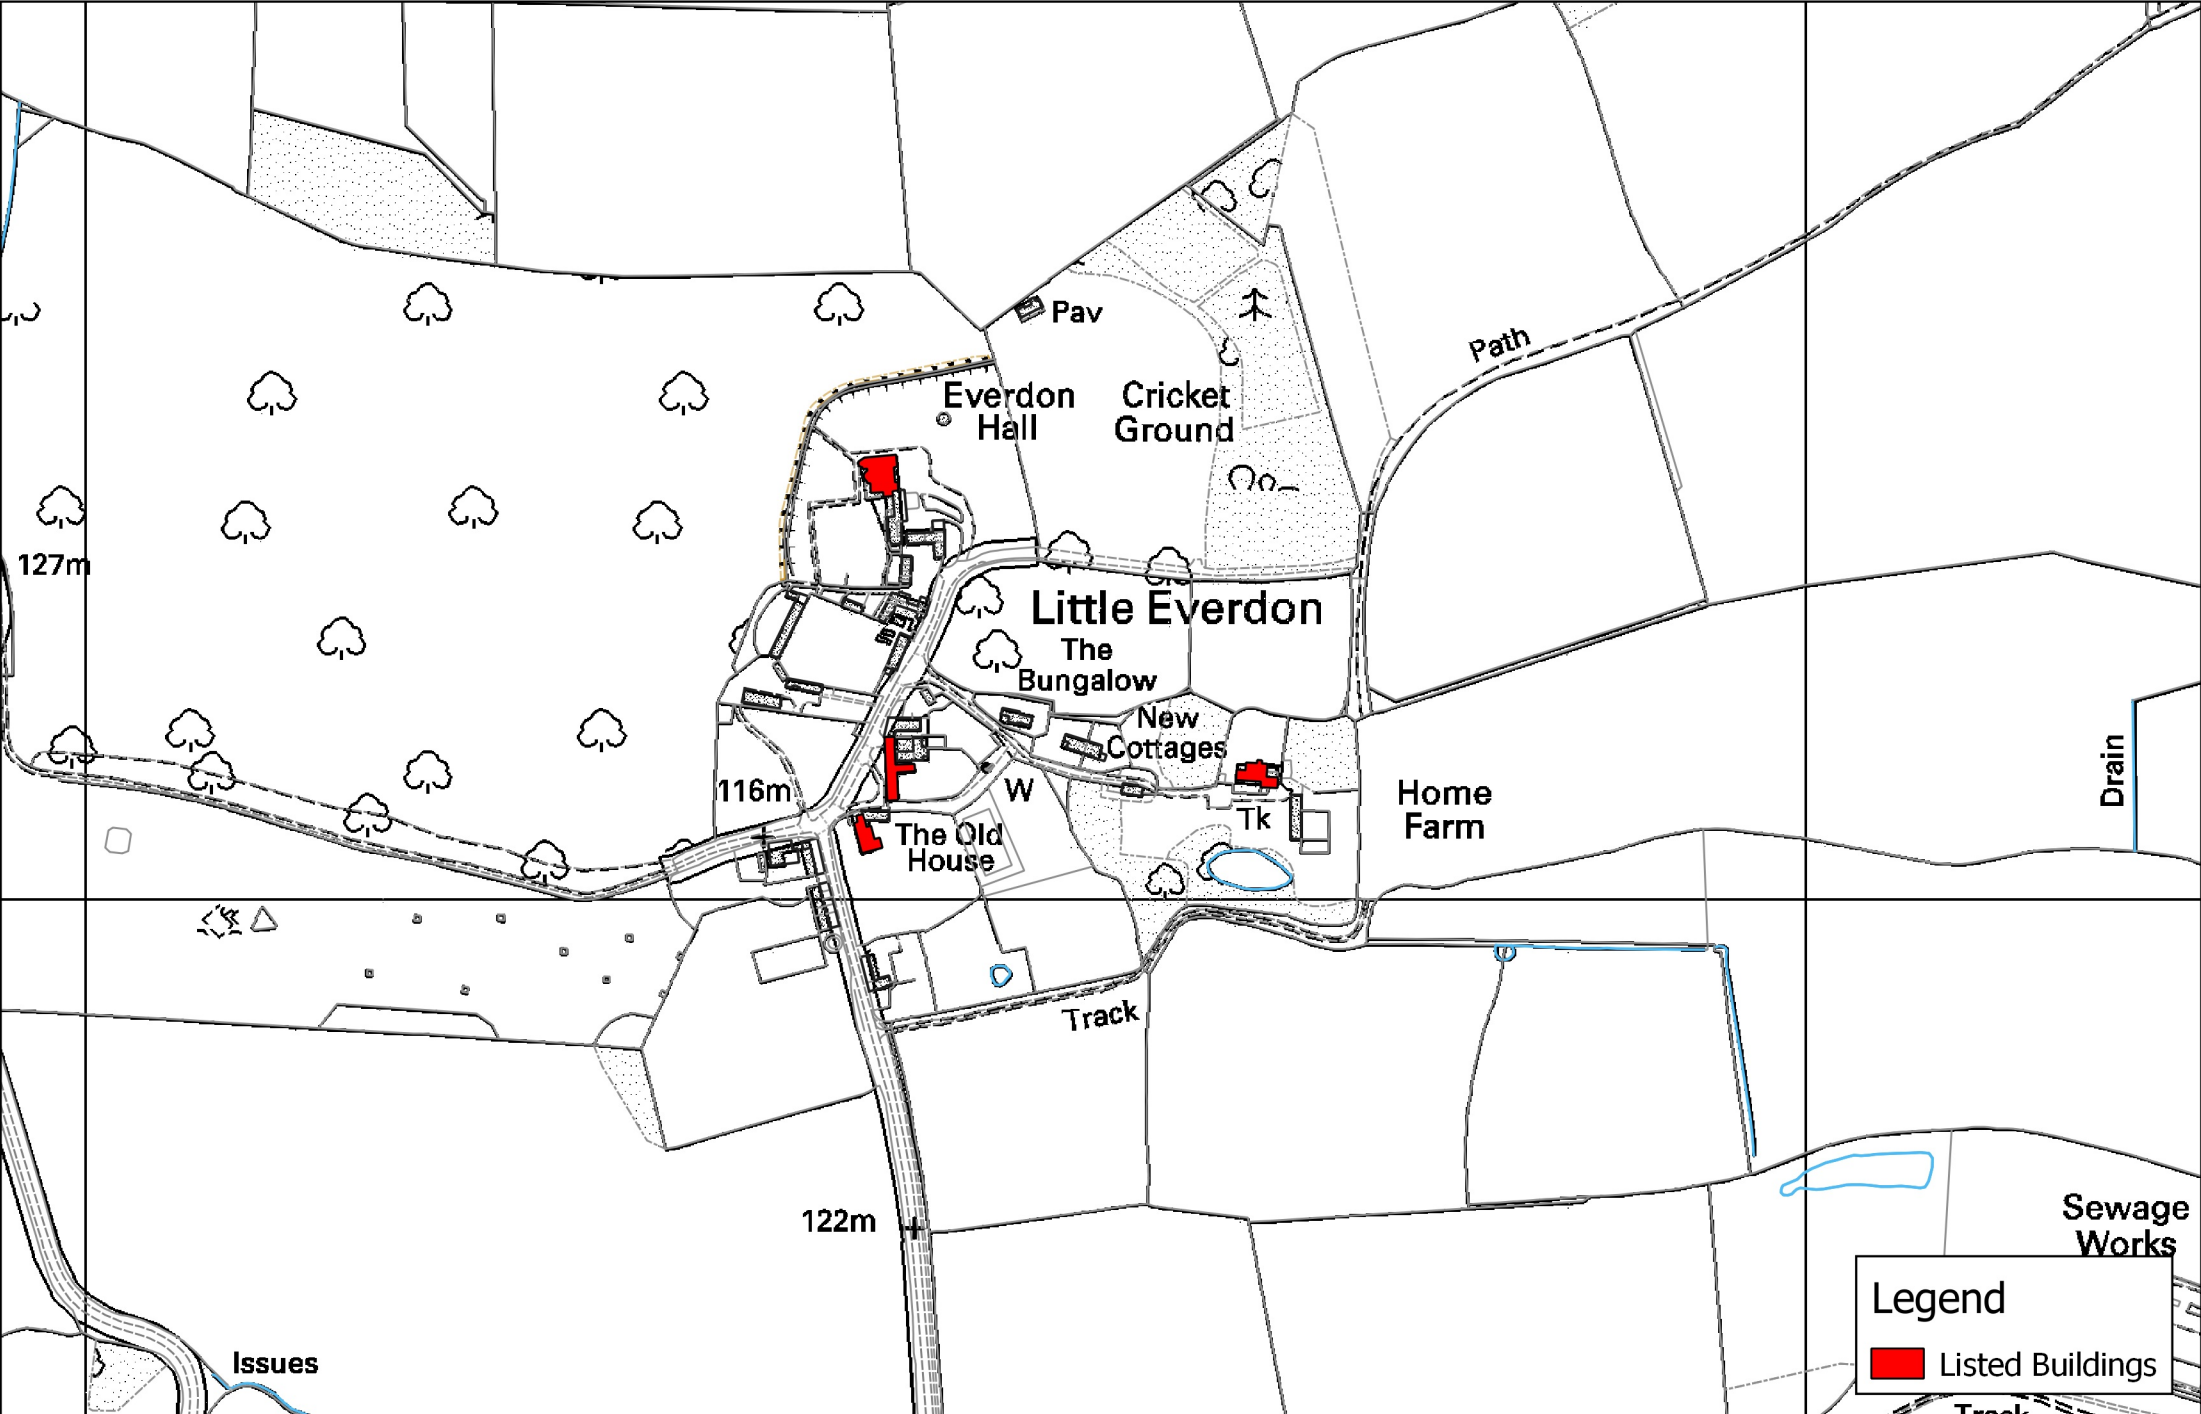 Pav
Path
Everdon
Hall
Cricket
Ground
127m
Little Everdon
The
Bungalow
New
Cottages
Drain
116m
W
Home
Farm
Tk
The Old
House
Track
122m
Sewage
Works
Legend
Listed Buildings
Issues
Track